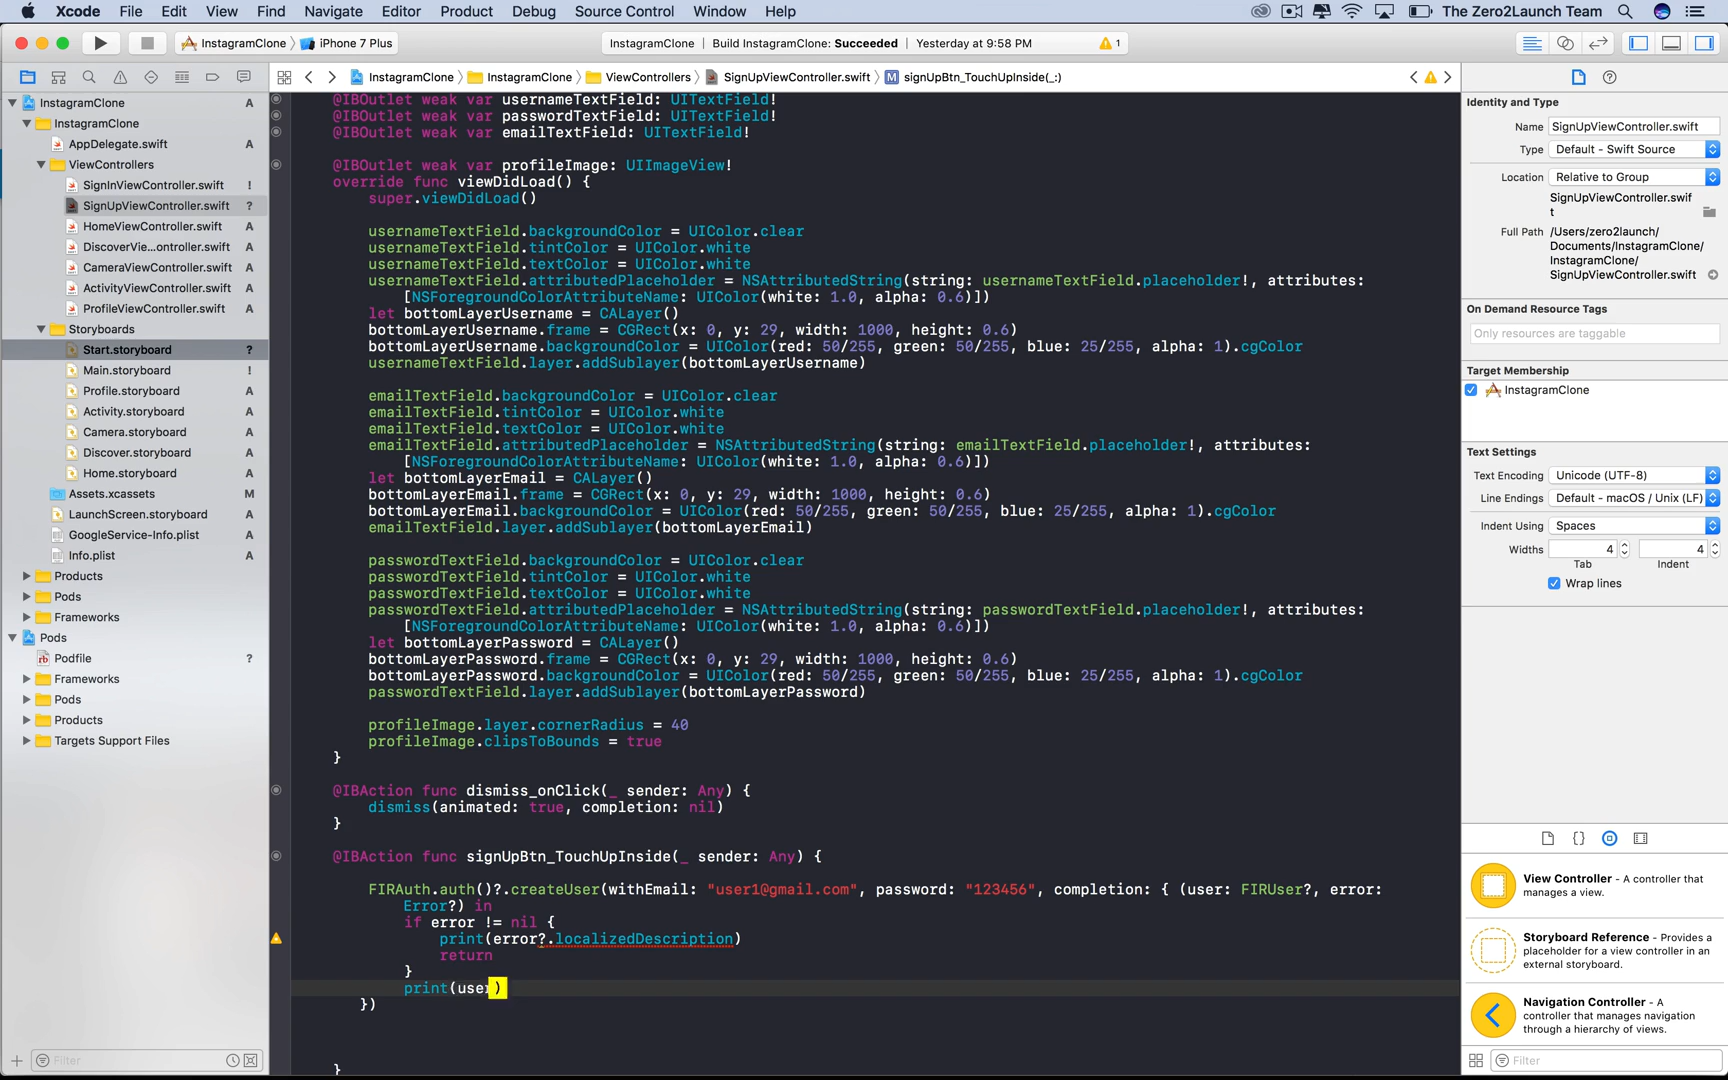 Xcode File Edit View Find Navigate Editor Product Debug Source Control Window Help The Zero2Launch Team
InstagramClone iPhone 7 Plus InstagramClone Build InstagramClone: Succeeded Yesterday at 9:58 PM 1
InstagramClone InstagramClone ViewControllers SignUpViewController.swift M signUpBtn_TouchUpInside(_:)
InstagramClone A
InstagramClone
AppDelegate.swift A
ViewControllers
SignInViewController.swift !
SignUpViewController.swift ?
HomeViewController.swift A
DiscoverVie...ontroller.swift A
CameraViewController.swift A
ActivityViewController.swift A
ProfileViewController.swift A
Storyboards
Start.storyboard ?
Main.storyboard !
Profile.storyboard A
Activity.storyboard A
Camera.storyboard A
Discover.storyboard A
Home.storyboard A
Assets.xcassets M
LaunchScreen.storyboard A
GoogleService-Info.plist A
Info.plist A
Products
Pods
Frameworks
Pods
Podfile ?
Frameworks
Pods
Products
Targets Support Files
Filter
@IBOutlet weak var usernameTextField: UITextField!
@IBOutlet weak var passwordTextField: UITextField!
@IBOutlet weak var emailTextField: UITextField!
@IBOutlet weak var profileImage: UIImageView!
override func viewDidLoad() {
super.viewDidLoad()
usernameTextField.backgroundColor = UIColor.clear
usernameTextField.tintColor = UIColor.white
usernameTextField.textColor = UIColor.white
usernameTextField.attributedPlaceholder = NSAttributedString(string: usernameTextField.placeholder!, attributes:
[NSForegroundColorAttributeName: UIColor(white: 1.0, alpha: 0.6)])
let bottomLayerUsername = CALayer()
bottomLayerUsername.frame = CGRect(x: 0, y: 29, width: 1000, height: 0.6)
bottomLayerUsername.backgroundColor = UIColor(red: 50/255, green: 50/255, blue: 25/255, alpha: 1).cgColor
usernameTextField.layer.addSublayer(bottomLayerUsername)
emailTextField.backgroundColor = UIColor.clear
emailTextField.tintColor = UIColor.white
emailTextField.textColor = UIColor.white
emailTextField.attributedPlaceholder = NSAttributedString(string: emailTextField.placeholder!, attributes:
[NSForegroundColorAttributeName: UIColor(white: 1.0, alpha: 0.6)])
let bottomLayerEmail = CALayer()
bottomLayerEmail.frame = CGRect(x: 0, y: 29, width: 1000, height: 0.6)
bottomLayerEmail.backgroundColor = UIColor(red: 50/255, green: 50/255, blue: 25/255, alpha: 1).cgColor
emailTextField.layer.addSublayer(bottomLayerEmail)
passwordTextField.backgroundColor = UIColor.clear
passwordTextField.tintColor = UIColor.white
passwordTextField.textColor = UIColor.white
passwordTextField.attributedPlaceholder = NSAttributedString(string: passwordTextField.placeholder!, attributes:
[NSForegroundColorAttributeName: UIColor(white: 1.0, alpha: 0.6)])
let bottomLayerPassword = CALayer()
bottomLayerPassword.frame = CGRect(x: 0, y: 29, width: 1000, height: 0.6)
bottomLayerPassword.backgroundColor = UIColor(red: 50/255, green: 50/255, blue: 25/255, alpha: 1).cgColor
passwordTextField.layer.addSublayer(bottomLayerPassword)
profileImage.layer.cornerRadius = 40
profileImage.clipsToBounds = true
}
@IBAction func dismiss_onClick(_ sender: Any) {
dismiss(animated: true, completion: nil)
}
@IBAction func signUpBtn_TouchUpInside(_ sender: Any) {
FIRAuth.auth()?.createUser(withEmail: "user1@gmail.com", password: "123456", completion: { (user: FIRUser?, error:
Error?) in
if error != nil {
print(error?.localizedDescription)
return
}
print(user)
})
}
Identity and Type
Name SignUpViewController.swift
Type Default - Swift Source
Location Relative to Group
SignUpViewController.swif
t
Full Path /Users/zero2launch/
Documents/InstagramClone/
InstagramClone/
SignUpViewController.swift
On Demand Resource Tags
Only resources are taggable
Target Membership
InstagramClone
Text Settings
Text Encoding Unicode (UTF-8)
Line Endings Default - macOS / Unix (LF)
Indent Using Spaces
Widths 4 4
Tab Indent
Wrap lines
View Controller - A controller that
manages a view.
Storyboard Reference - Provides a
placeholder for a view controller in an
external storyboard.
Navigation Controller - A
controller that manages navigation
through a hierarchy of views.
Filter